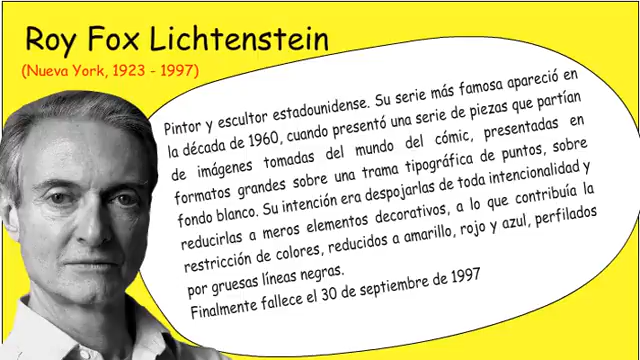 Roy Fox Lichtenstein
(Nueva York, 1923 - 1997)
Pintor y escultor estadounidense. Su serie más famosa apareció en
la década de 1960, cuando presentó una serie de piezas que partían
de imágenes tomadas del mundo del cómic, presentadas en
formatos grandes sobre una trama tipográfica de puntos, sobre
fondo blanco. Su intención era despojarlas de toda intencionalidad y
reducirlas a meros elementos decorativos, a lo que contribuía la
restricción de colores, reducidos a amarillo, rojo y azul, perfilados
por gruesas líneas negras.
Finalmente fallece el 30 de septiembre de 1997